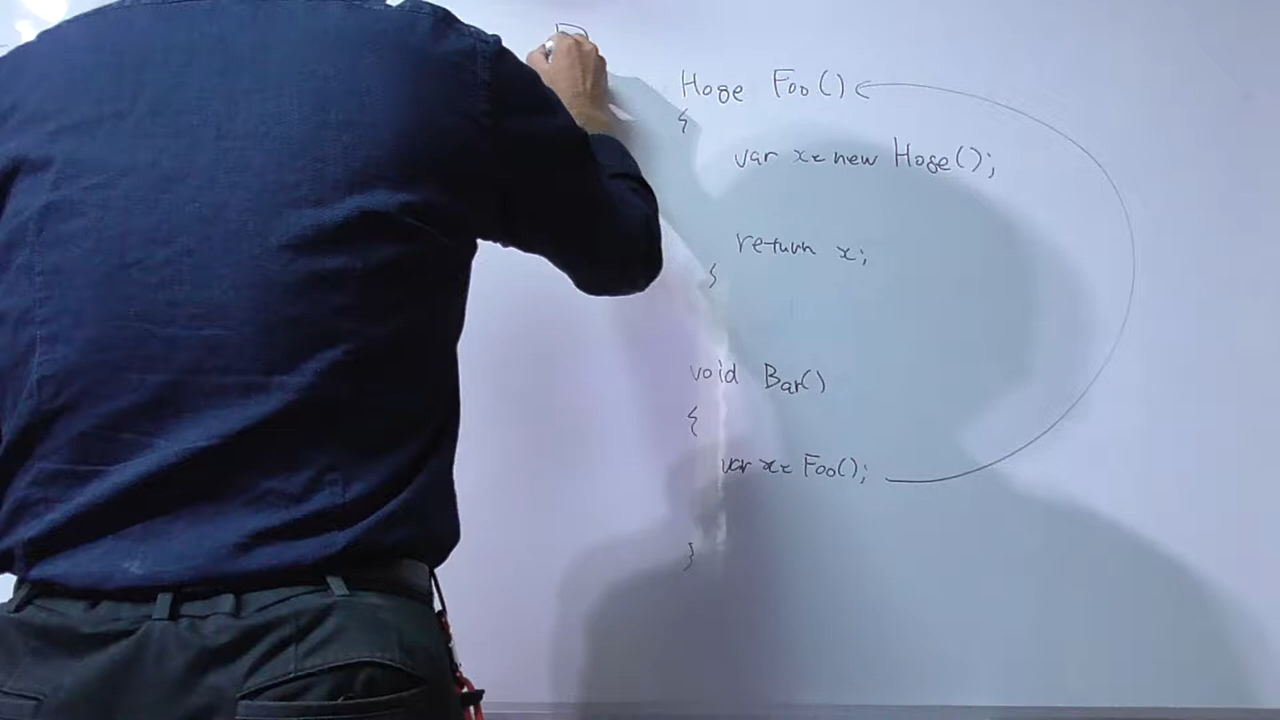 Hoge Foo()
{
var x = new Hoge();
return x;
}
void Bar()
{
var x = Foo();
}